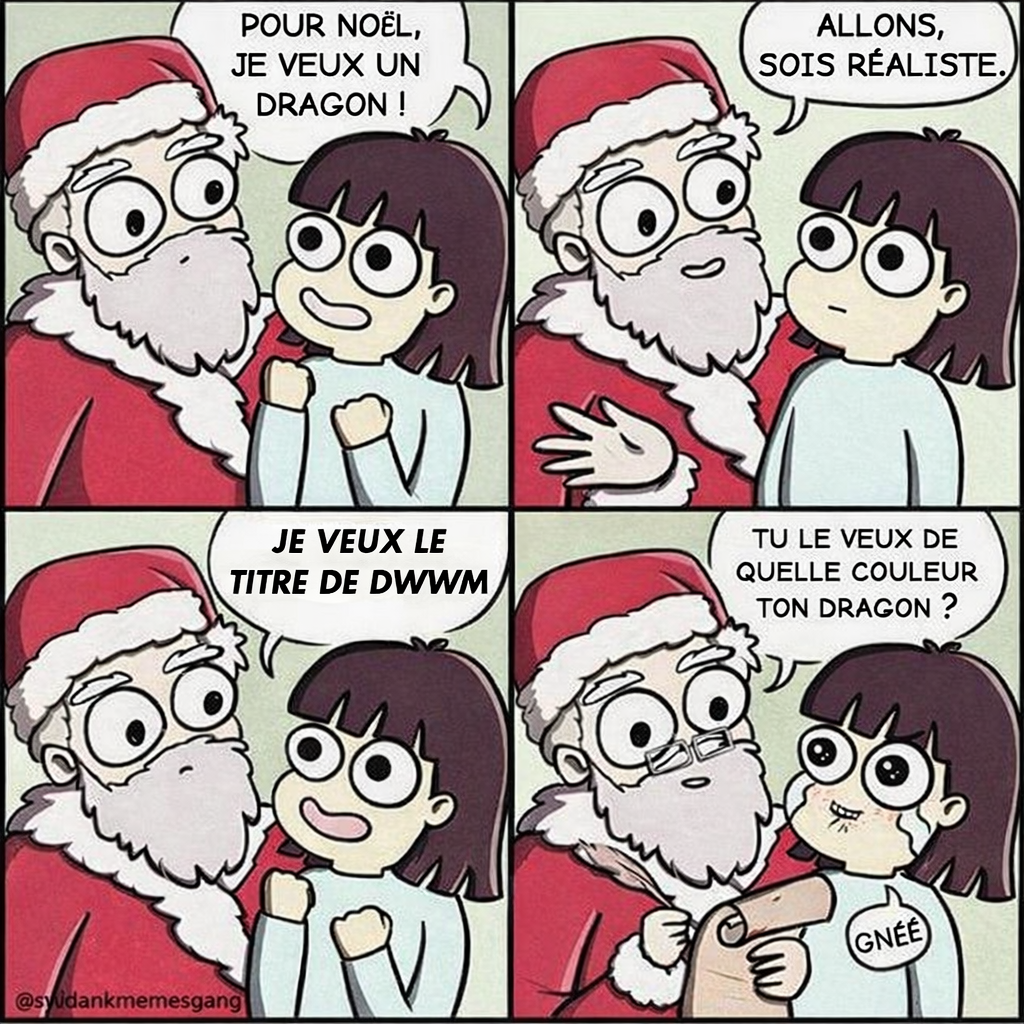 POUR NOËL,
JE VEUX UN
DRAGON !
ALLONS,
SOIS RÉALISTE.
JE VEUX LE
TITRE DE DWWM
TU LE VEUX DE
QUELLE COULEUR
TON DRAGON ?
GNÉÉ
@swidankmemesgang